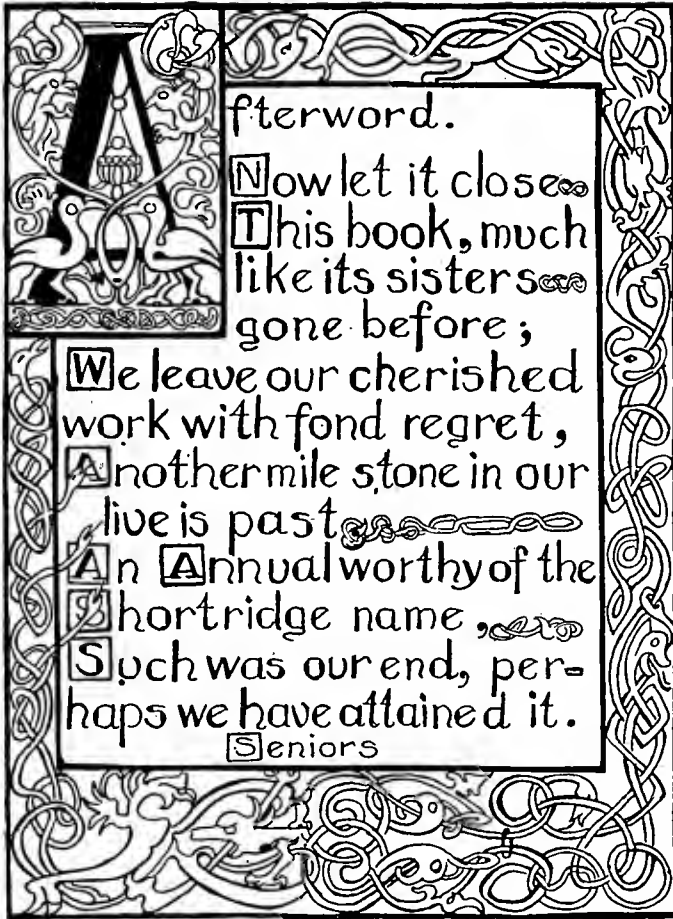 Afterword.
Now let it close
This book, much
like its sisters
gone before;
We leave our cherished
work with fond regret,
Another mile stone in our
live is past
An Annual worthy of the
Shortridge name,
Such was our end, per-
haps we have attained it.
Seniors